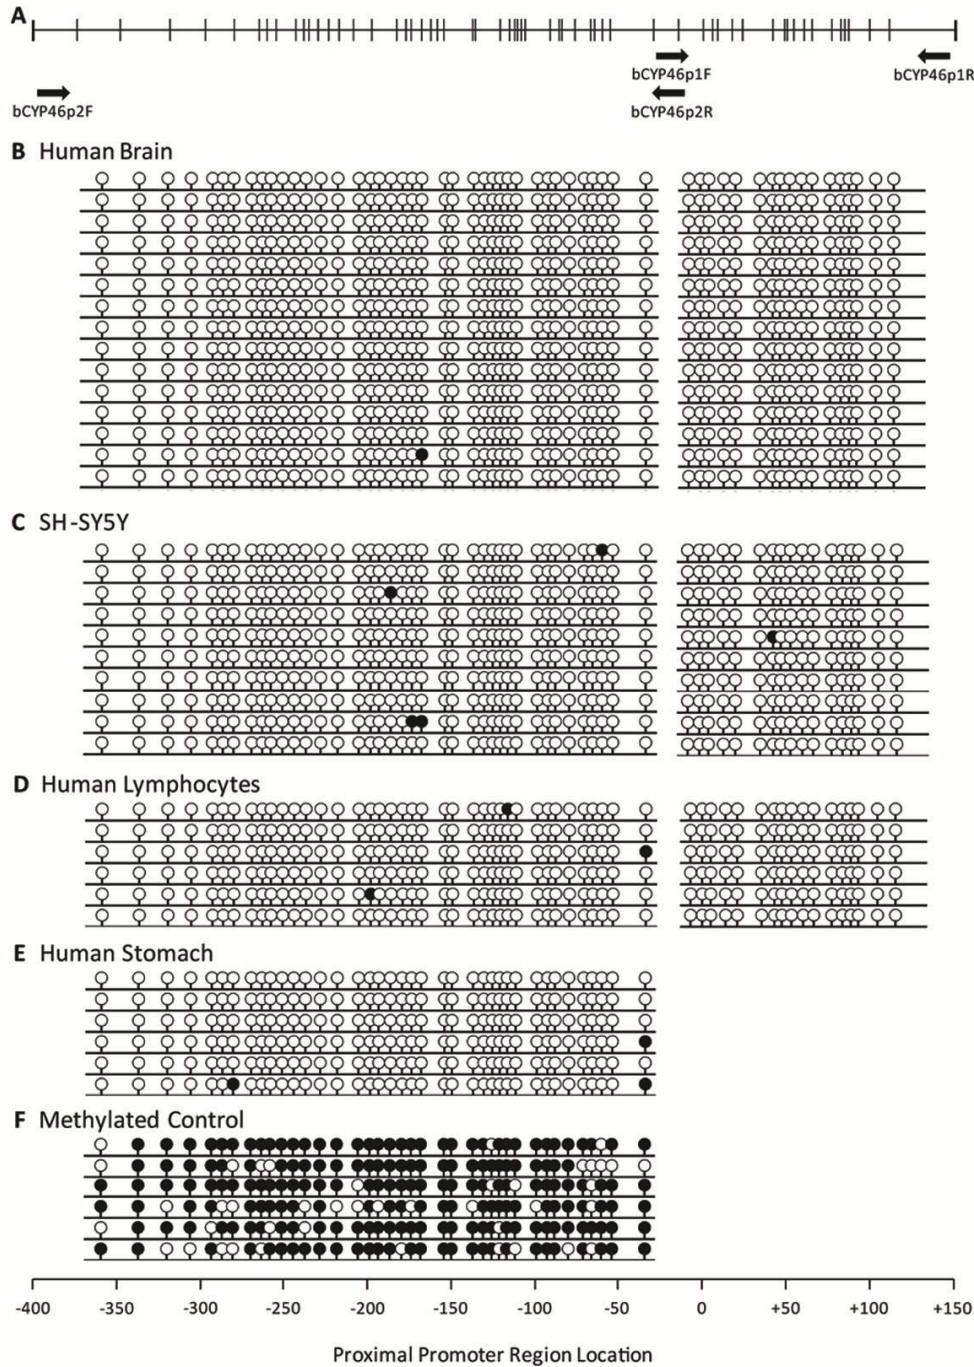 A
bCYP46p1F bCYP46p1R
bCYP46p2F bCYP46p2R
B Human Brain
C SH-SY5Y
D Human Lymphocytes
E Human Stomach
F Methylated Control
-400 -350 -300 -250 -200 -150 -100 -50 0 +50 +100 +150
Proximal Promoter Region Location